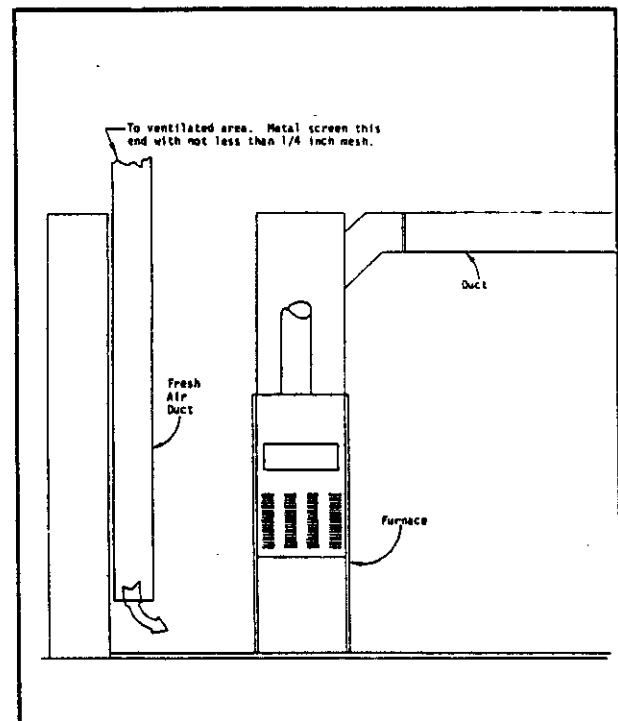 To ventilated area. Metal screen this
end with not less than 1/4 inch mesh.
Duct
Fresh
Air
Duct
Furnace